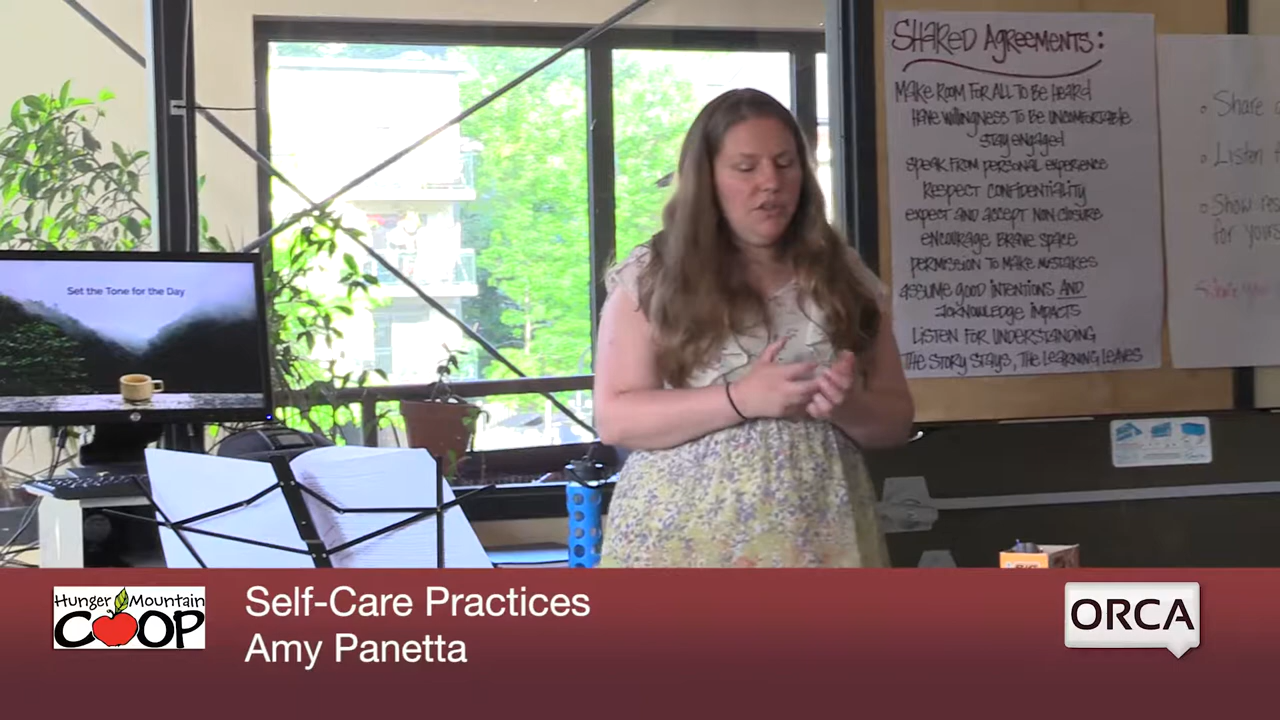 Set the Tone for the Day
SHARED AGREEMENTS:
MAKE ROOM FOR ALL TO BE HEARD
HAVE WILLINGNESS TO BE UNCOMFORTABLE
STAY ENGAGED
SPEAK FROM PERSONAL EXPERIENCE
RESPECT CONFIDENTIALITY
EXPECT AND ACCEPT NON CLOSURE
ENCOURAGE BRAVE SPACE
PERMISSION TO MAKE MISTAKES
ASSUME GOOD INTENTIONS AND
ACKNOWLEDGE IMPACTS
LISTEN FOR UNDERSTANDING
THE STORY STAYS, THE LEARNING LEAVES
Share
Listen
Show
for yours
Hunger Mountain
COOP
Self-Care Practices
Amy Panetta
ORCA